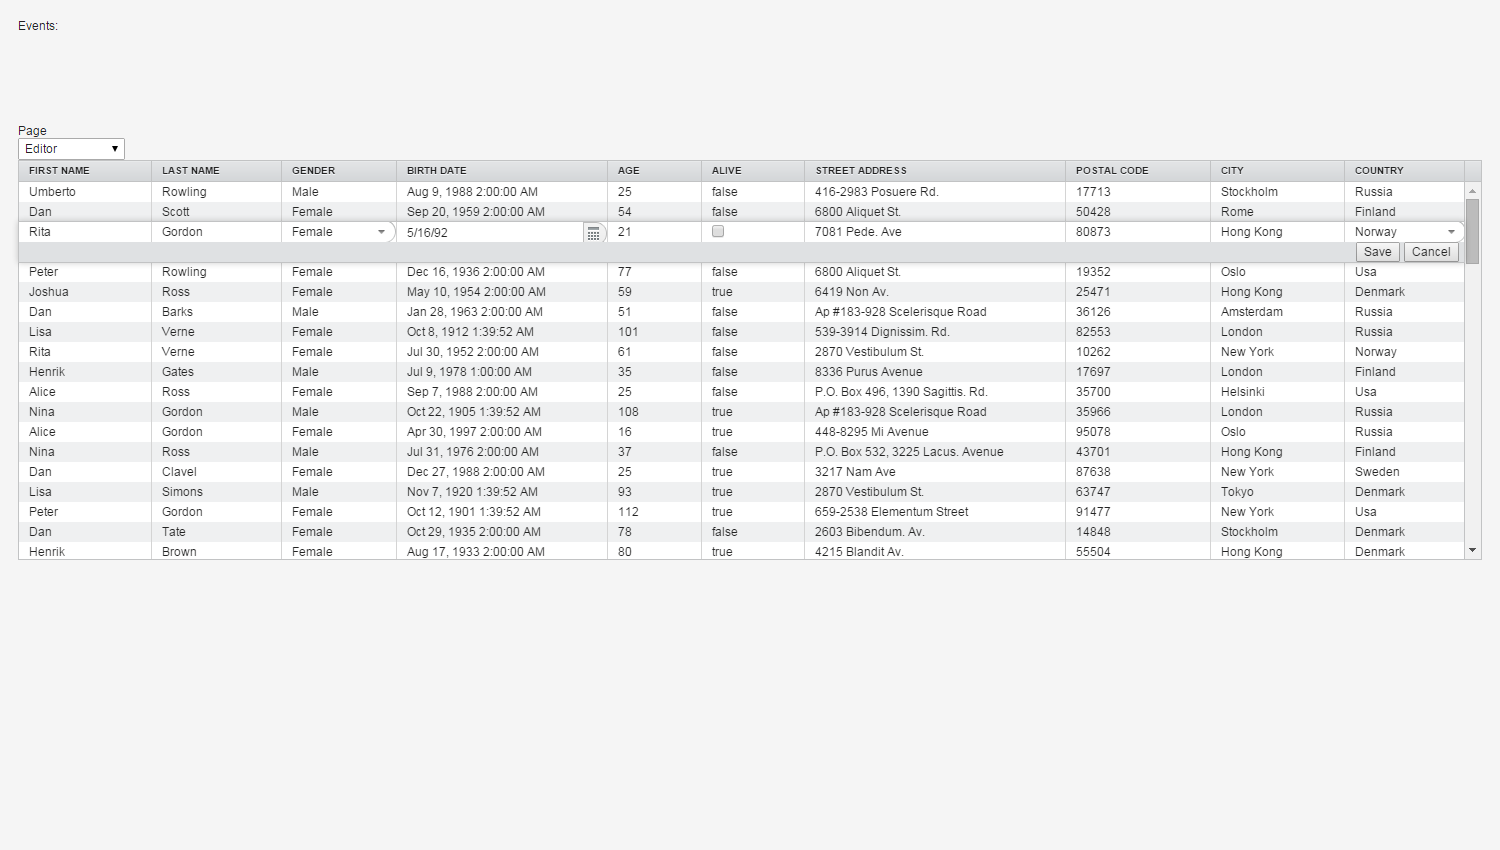 Events:
Page
Editor
FIRST NAME LAST NAME GENDER BIRTH DATE AGE ALIVE STREET ADDRESS POSTAL CODE CITY COUNTRY
Umberto Rowling Male Aug 9, 1988 2:00:00 AM 25 false 416-2983 Posuere Rd. 17713 Stockholm Russia
Dan Scott Female Sep 20, 1959 2:00:00 AM 54 false 6800 Aliquet St. 50428 Rome Finland
Rita Gordon Female 5/16/92 21 7081 Pede. Ave 80873 Hong Kong Norway
Save Cancel
Peter Rowling Female Dec 16, 1936 2:00:00 AM 77 false 6800 Aliquet St. 19352 Oslo Usa
Joshua Ross Female May 10, 1954 2:00:00 AM 59 true 6419 Non Av. 25471 Hong Kong Denmark
Dan Barks Male Jan 28, 1963 2:00:00 AM 51 false Ap #183-928 Scelerisque Road 36126 Amsterdam Russia
Lisa Verne Female Oct 8, 1912 1:39:52 AM 101 false 539-3914 Dignissim. Rd. 82553 London Russia
Rita Verne Female Jul 30, 1952 2:00:00 AM 61 false 2870 Vestibulum St. 10262 New York Norway
Henrik Gates Male Jul 9, 1978 1:00:00 AM 35 false 8336 Purus Avenue 17697 London Finland
Alice Ross Female Sep 7, 1988 2:00:00 AM 25 false P.O. Box 496, 1390 Sagittis. Rd. 35700 Helsinki Usa
Nina Gordon Male Oct 22, 1905 1:39:52 AM 108 true Ap #183-928 Scelerisque Road 35966 London Russia
Alice Gordon Female Apr 30, 1997 2:00:00 AM 16 true 448-8295 Mi Avenue 95078 Oslo Russia
Nina Ross Male Jul 31, 1976 2:00:00 AM 37 false P.O. Box 532, 3225 Lacus. Avenue 43701 Hong Kong Finland
Dan Clavel Female Dec 27, 1988 2:00:00 AM 25 true 3217 Nam Ave 87638 New York Sweden
Lisa Simons Male Nov 7, 1920 1:39:52 AM 93 true 2870 Vestibulum St. 63747 Tokyo Denmark
Peter Gordon Female Oct 12, 1901 1:39:52 AM 112 true 659-2538 Elementum Street 91477 New York Usa
Dan Tate Female Oct 29, 1935 2:00:00 AM 78 false 2603 Bibendum. Av. 14848 Stockholm Denmark
Henrik Brown Female Aug 17, 1933 2:00:00 AM 80 true 4215 Blandit Av. 55504 Hong Kong Denmark